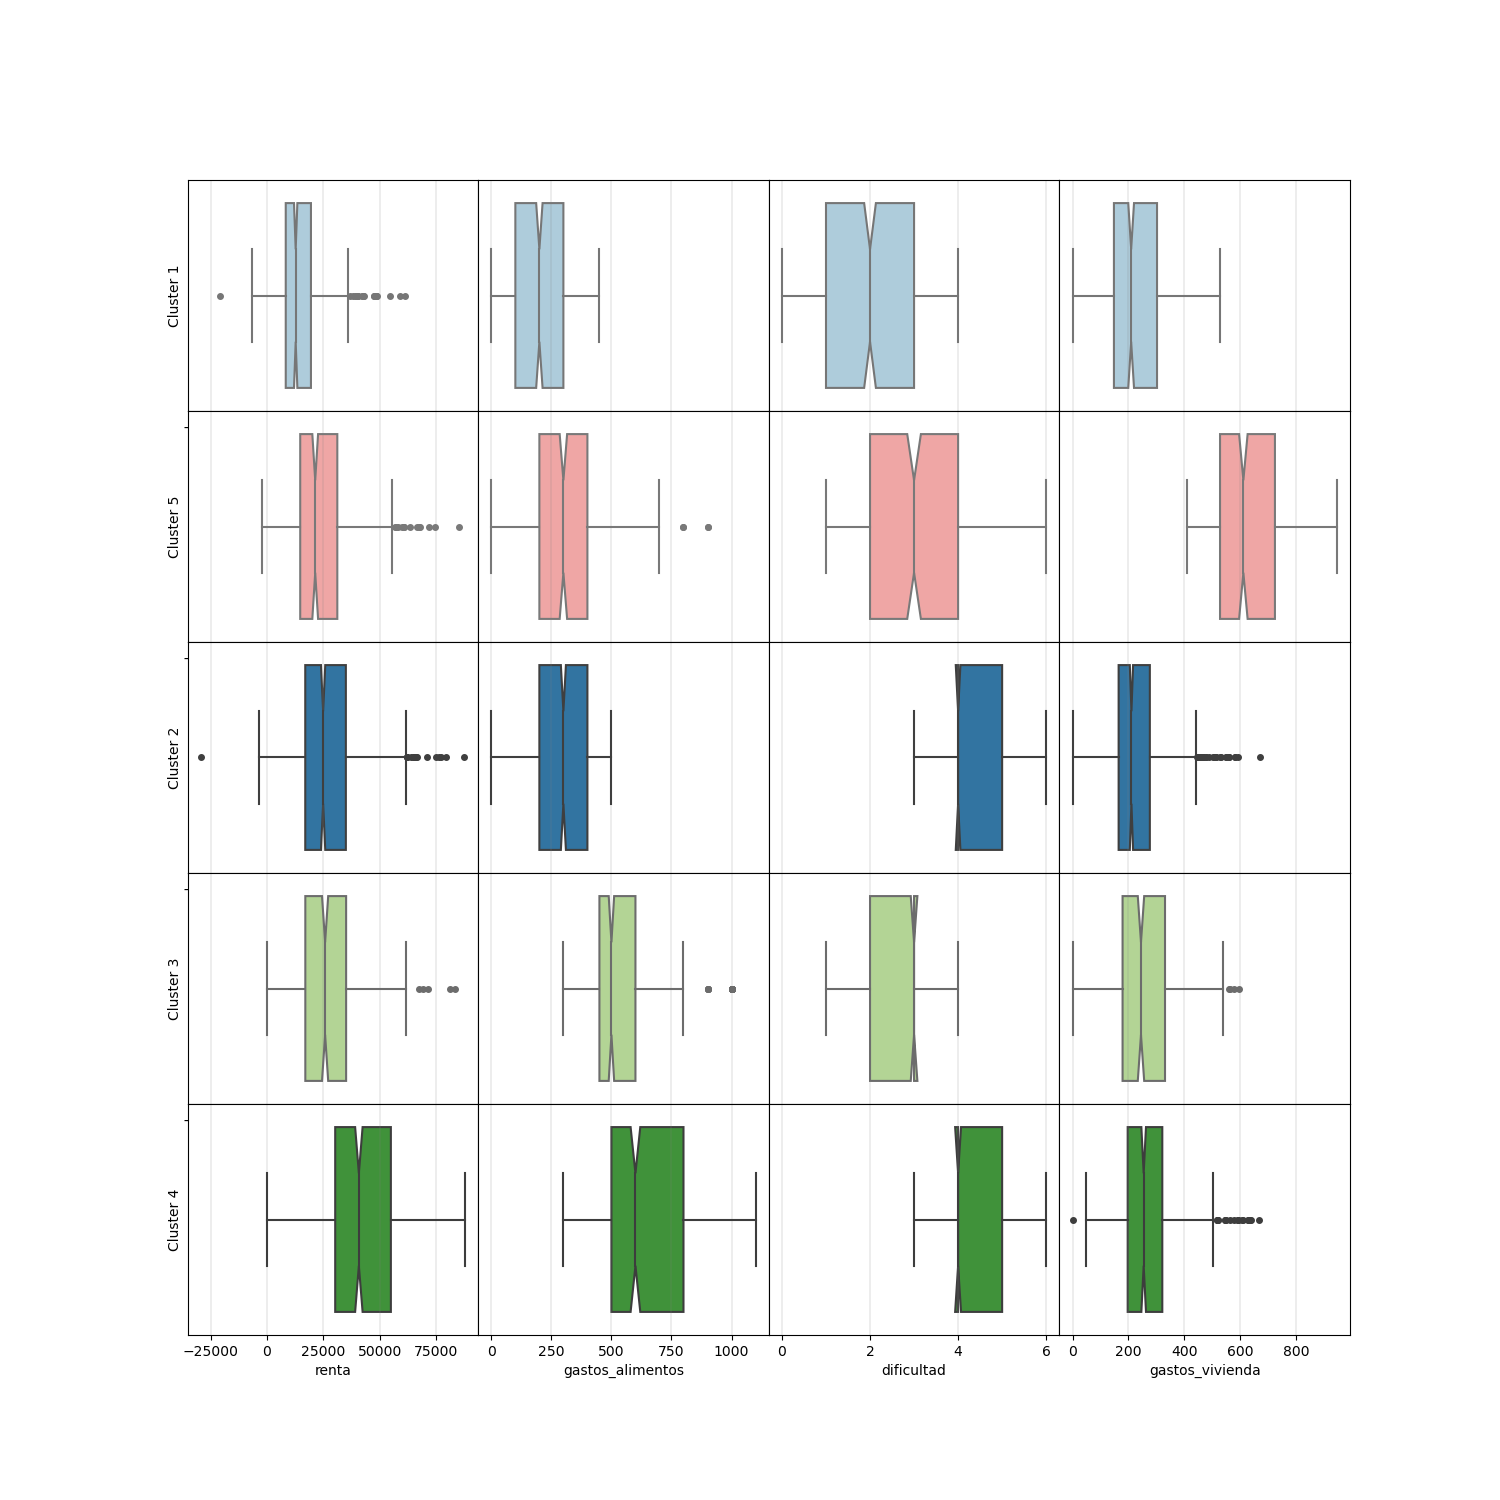 Cluster 1
Cluster 5
Cluster 2
Cluster 3
Cluster 4
−25000 0 25000 50000 75000 0 250 500 750 1000 0 2 4 6 0 200 400 600 800
renta gastos_alimentos dificultad gastos_vivienda